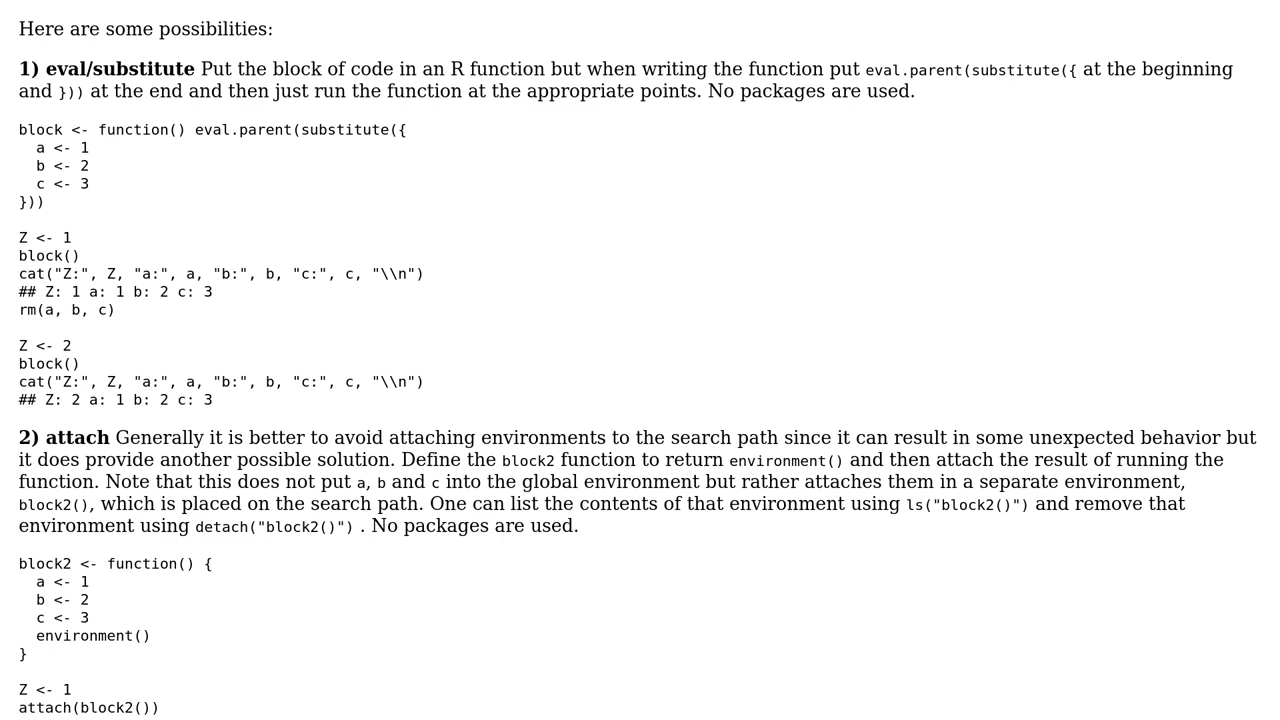 Here are some possibilities:
1) eval/substitute Put the block of code in an R function but when writing the function put eval.parent(substitute({ at the beginning
and })) at the end and then just run the function at the appropriate points. No packages are used.
block <- function() eval.parent(substitute({
  a <- 1
  b <- 2
  c <- 3
}))
Z <- 1
block()
cat("Z:", Z, "a:", a, "b:", b, "c:", c, "\\n")
## Z: 1 a: 1 b: 2 c: 3
rm(a, b, c)
Z <- 2
block()
cat("Z:", Z, "a:", a, "b:", b, "c:", c, "\\n")
## Z: 2 a: 1 b: 2 c: 3
2) attach Generally it is better to avoid attaching environments to the search path since it can result in some unexpected behavior but
it does provide another possible solution. Define the block2 function to return environment() and then attach the result of running the
function. Note that this does not put a, b and c into the global environment but rather attaches them in a separate environment,
block2(), which is placed on the search path. One can list the contents of that environment using ls("block2()") and remove that
environment using detach("block2()") . No packages are used.
block2 <- function() {
  a <- 1
  b <- 2
  c <- 3
  environment()
}
Z <- 1
attach(block2())